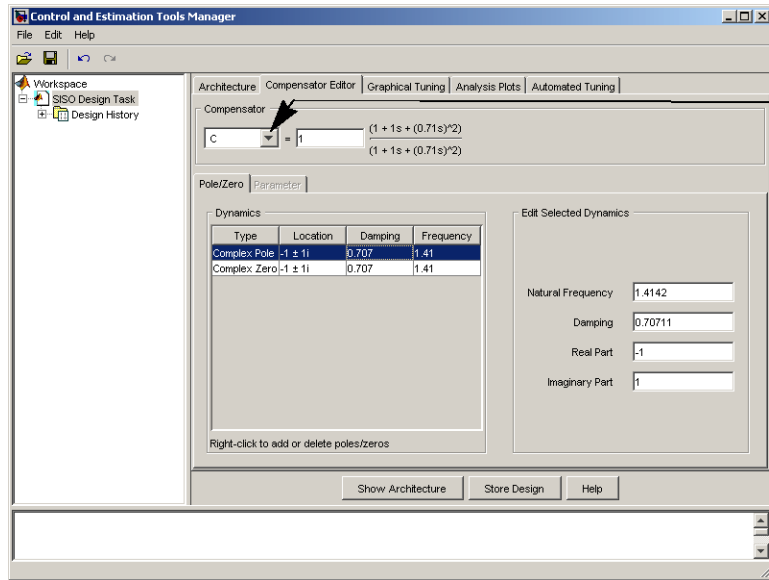 Control and Estimation Tools Manager
File Edit Help
Workspace
SISO Design Task
Design History
Architecture Compensator Editor Graphical Tuning Analysis Plots Automated Tuning
Compensator
C = 1 (1 + 1s + (0.71s)^2)
(1 + 1s + (0.71s)^2)
Pole/Zero Parameter
Dynamics
Type Location Damping Frequency
Complex Pole -1 ± 1i 0.707 1.41
Complex Zero -1 ± 1i 0.707 1.41
Right-click to add or delete poles/zeros
Edit Selected Dynamics
Natural Frequency 1.4142
Damping 0.70711
Real Part -1
Imaginary Part 1
Show Architecture Store Design Help